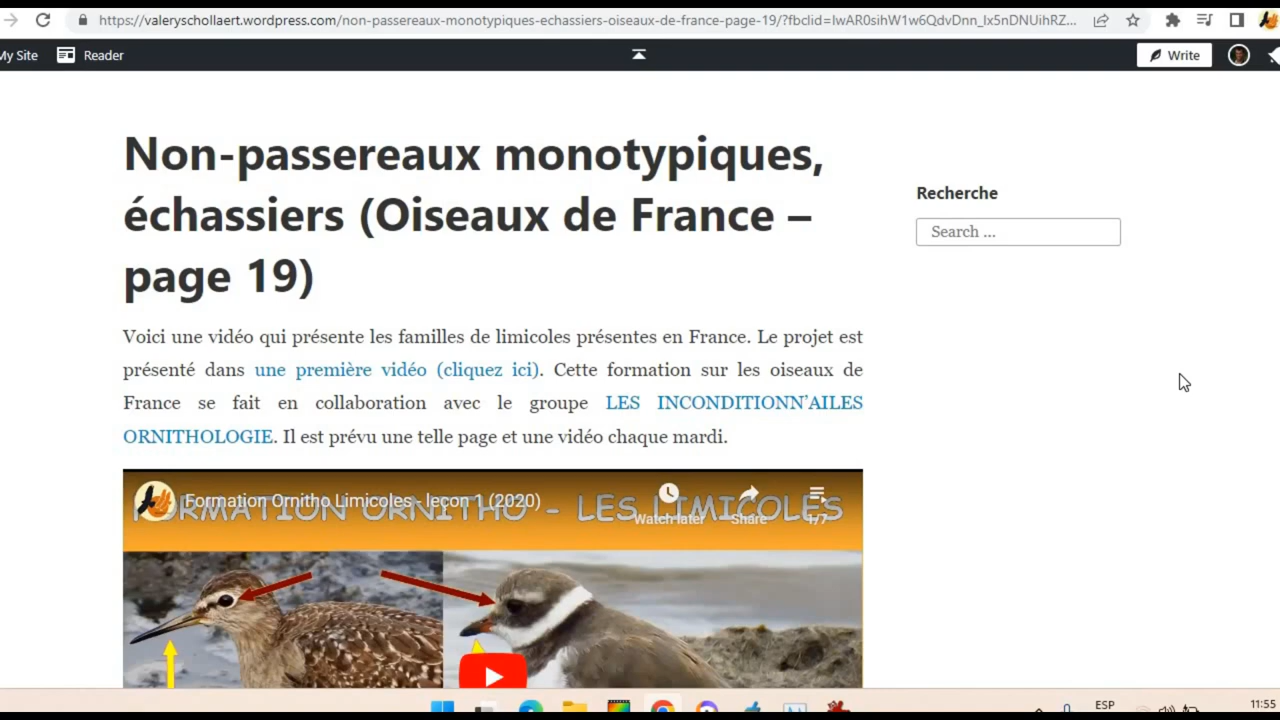 https://valeryschollaert.wordpress.com/non-passereaux-monotypiques-echassiers-oiseaux-de-france-page-19/?fbclid=IwAR0sihW1w6QdvDnn_lx5nDNUihRZ...
My Site Reader Write
Non-passereaux monotypiques,
échassiers (Oiseaux de France –
page 19)
Recherche
Search ...
Voici une vidéo qui présente les familles de limicoles présentes en France. Le projet est
présenté dans une première vidéo (cliquez ici). Cette formation sur les oiseaux de
France se fait en collaboration avec le groupe LES INCONDITIONN’AILES
ORNITHOLOGIE. Il est prévu une telle page et une vidéo chaque mardi.
Formation Ornitho Limicoles - leçon 1 (2020)
FORMATION ORNITHO - LES LIMICOLES
Watch later Share 1/7
ESP 11:55